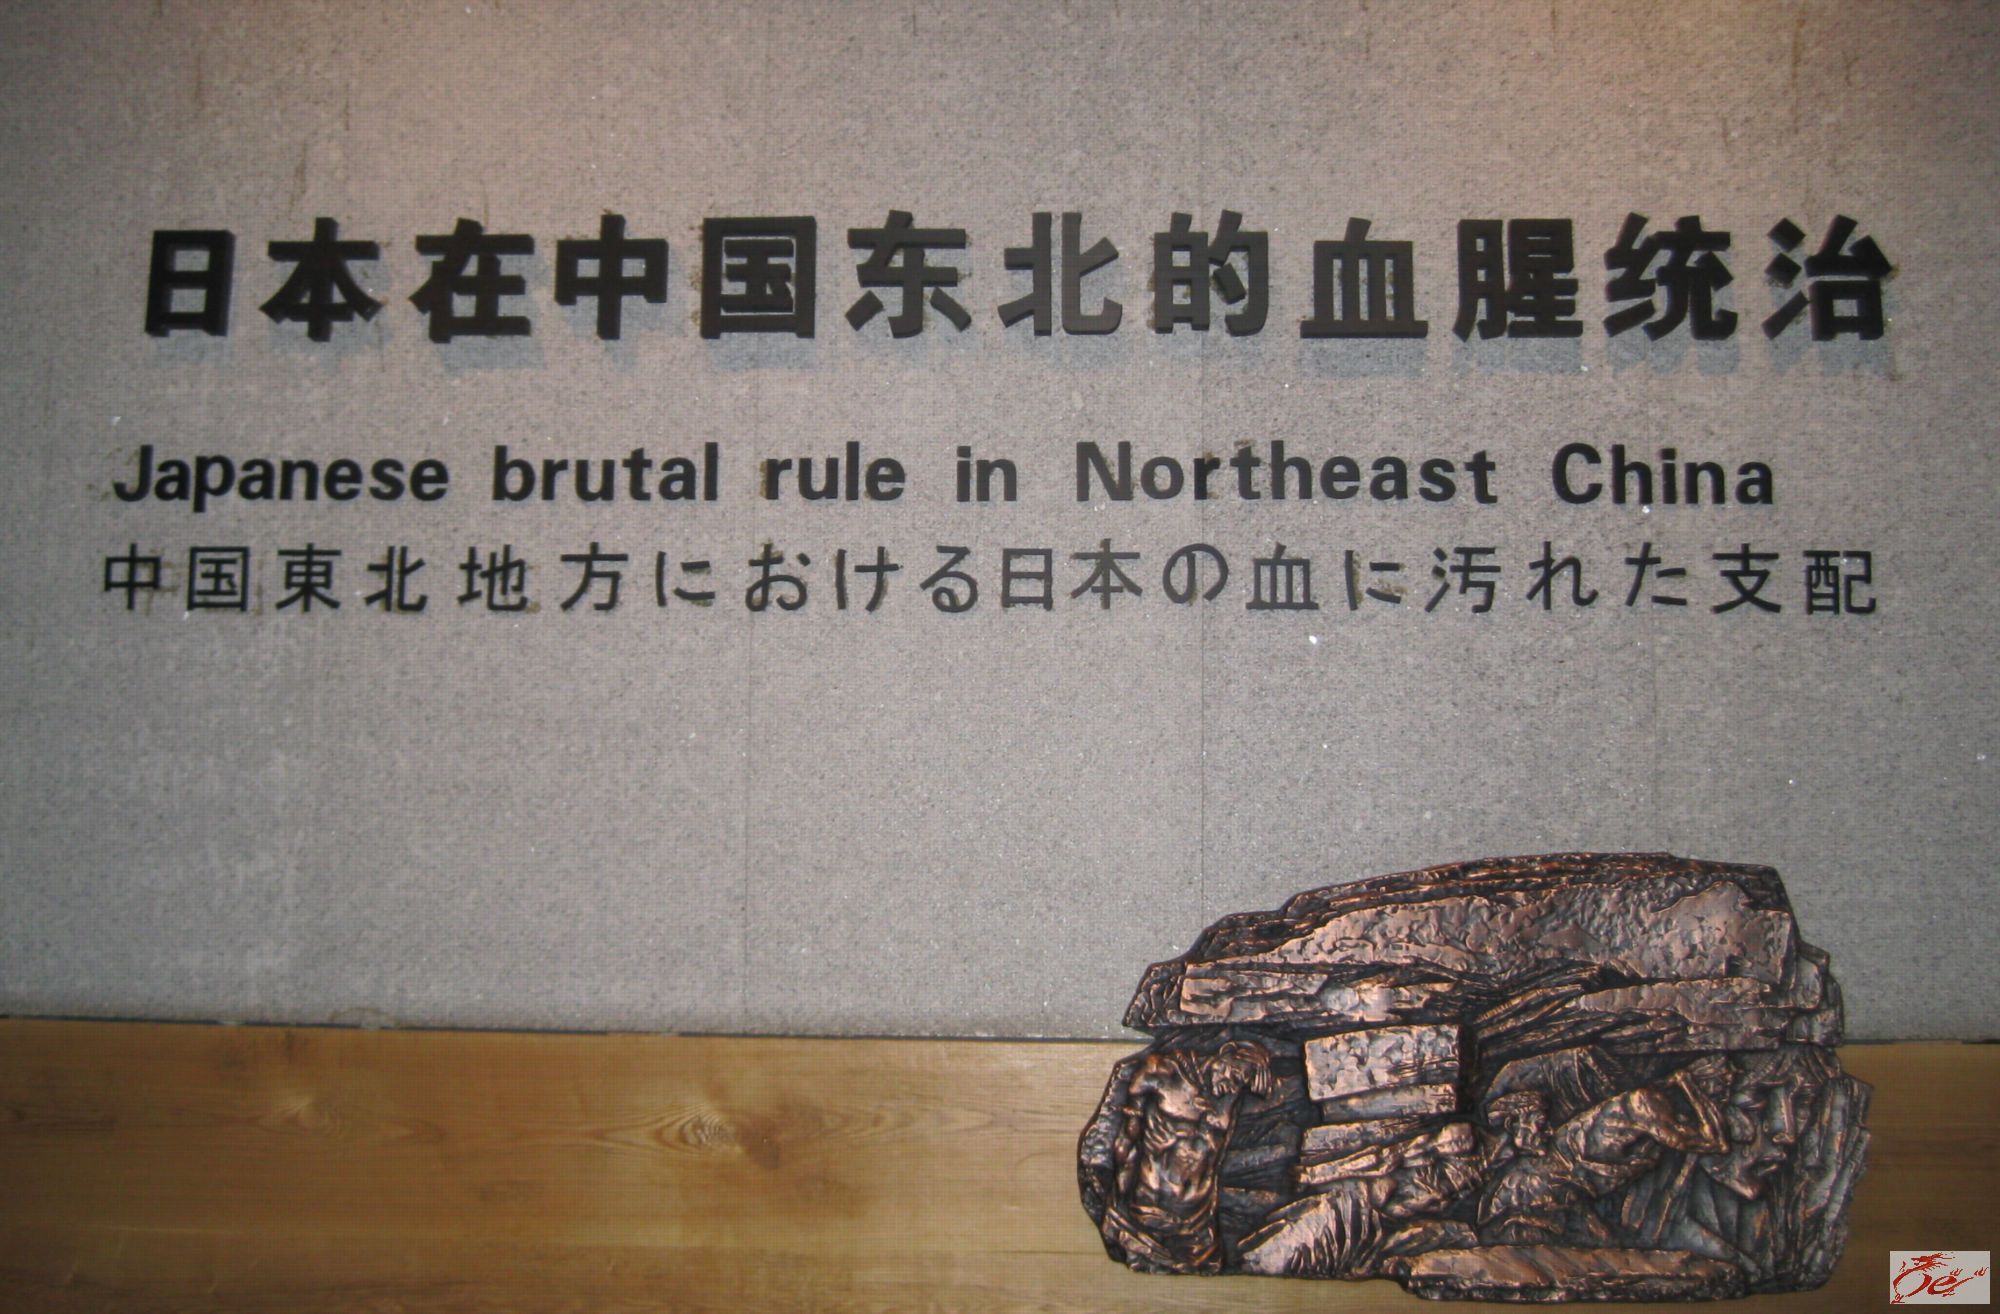 日本在中国东北的血腥统治
Japanese brutal rule in Northeast China
中国東北地方における日本の血に汚れた支配